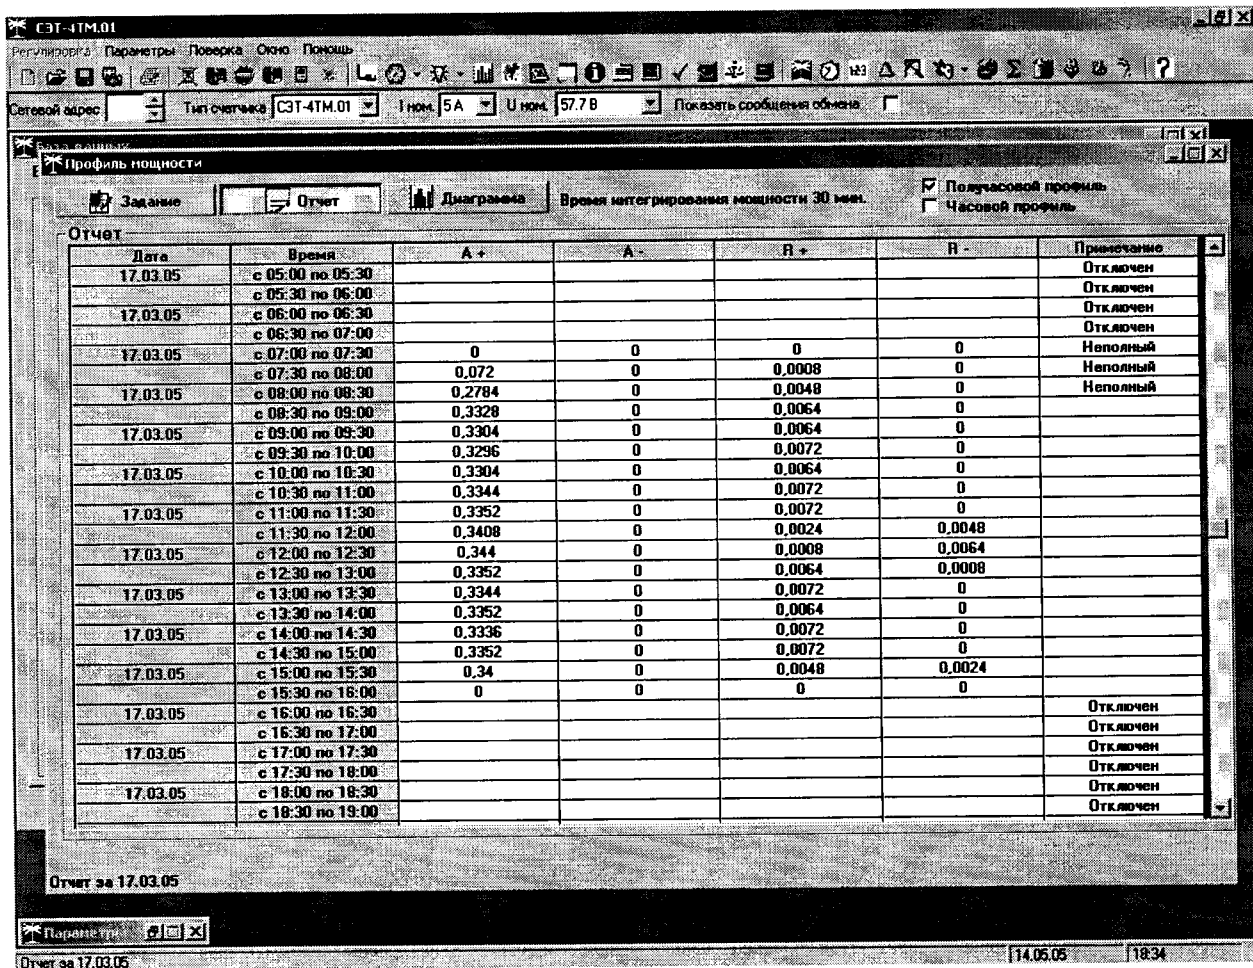 СЭТ-4ТМ.01
Регулировка Параметры Поверка Окно Помощь
Сетевой адрес Тип счетчика СЭТ-4ТМ.01 I ном. 5 А U ном. 57.7 В Показать сообщения обмена
База данных
Профиль мощности
Задание Отчет Диаграмма Время интегрирования мощности 30 мин. Получасовой профиль
Часовой профиль
Отчет
Дата Время A + A - R + R - Примечание
17.03.05 с 05:00 по 05:30 Отключен
с 05:30 по 06:00 Отключен
17.03.05 с 06:00 по 06:30 Отключен
с 06:30 по 07:00 Отключен
17.03.05 с 07:00 по 07:30 0 0 0 0 Неполный
с 07:30 по 08:00 0,072 0 0,0008 0 Неполный
17.03.05 с 08:00 по 08:30 0,2784 0 0,0048 0 Неполный
с 08:30 по 09:00 0,3328 0 0,0064 0
17.03.05 с 09:00 по 09:30 0,3304 0 0,0064 0
с 09:30 по 10:00 0,3296 0 0,0072 0
17.03.05 с 10:00 по 10:30 0,3304 0 0,0064 0
с 10:30 по 11:00 0,3344 0 0,0072 0
17.03.05 с 11:00 по 11:30 0,3352 0 0,0072 0
с 11:30 по 12:00 0,3408 0 0,0024 0,0048
17.03.05 с 12:00 по 12:30 0,344 0 0,0008 0,0064
с 12:30 по 13:00 0,3352 0 0,0064 0,0008
17.03.05 с 13:00 по 13:30 0,3344 0 0,0072 0
с 13:30 по 14:00 0,3352 0 0,0064 0
17.03.05 с 14:00 по 14:30 0,3336 0 0,0072 0
с 14:30 по 15:00 0,3352 0 0,0072 0
17.03.05 с 15:00 по 15:30 0,34 0 0,0048 0,0024
с 15:30 по 16:00 0 0 0 0
17.03.05 с 16:00 по 16:30 Отключен
с 16:30 по 17:00 Отключен
17.03.05 с 17:00 по 17:30 Отключен
с 17:30 по 18:00 Отключен
17.03.05 с 18:00 по 18:30 Отключен
с 18:30 по 19:00 Отключен
Отчет за 17.03.05
Параметры
Отчет за 17.03.05 14.05.05 18:34